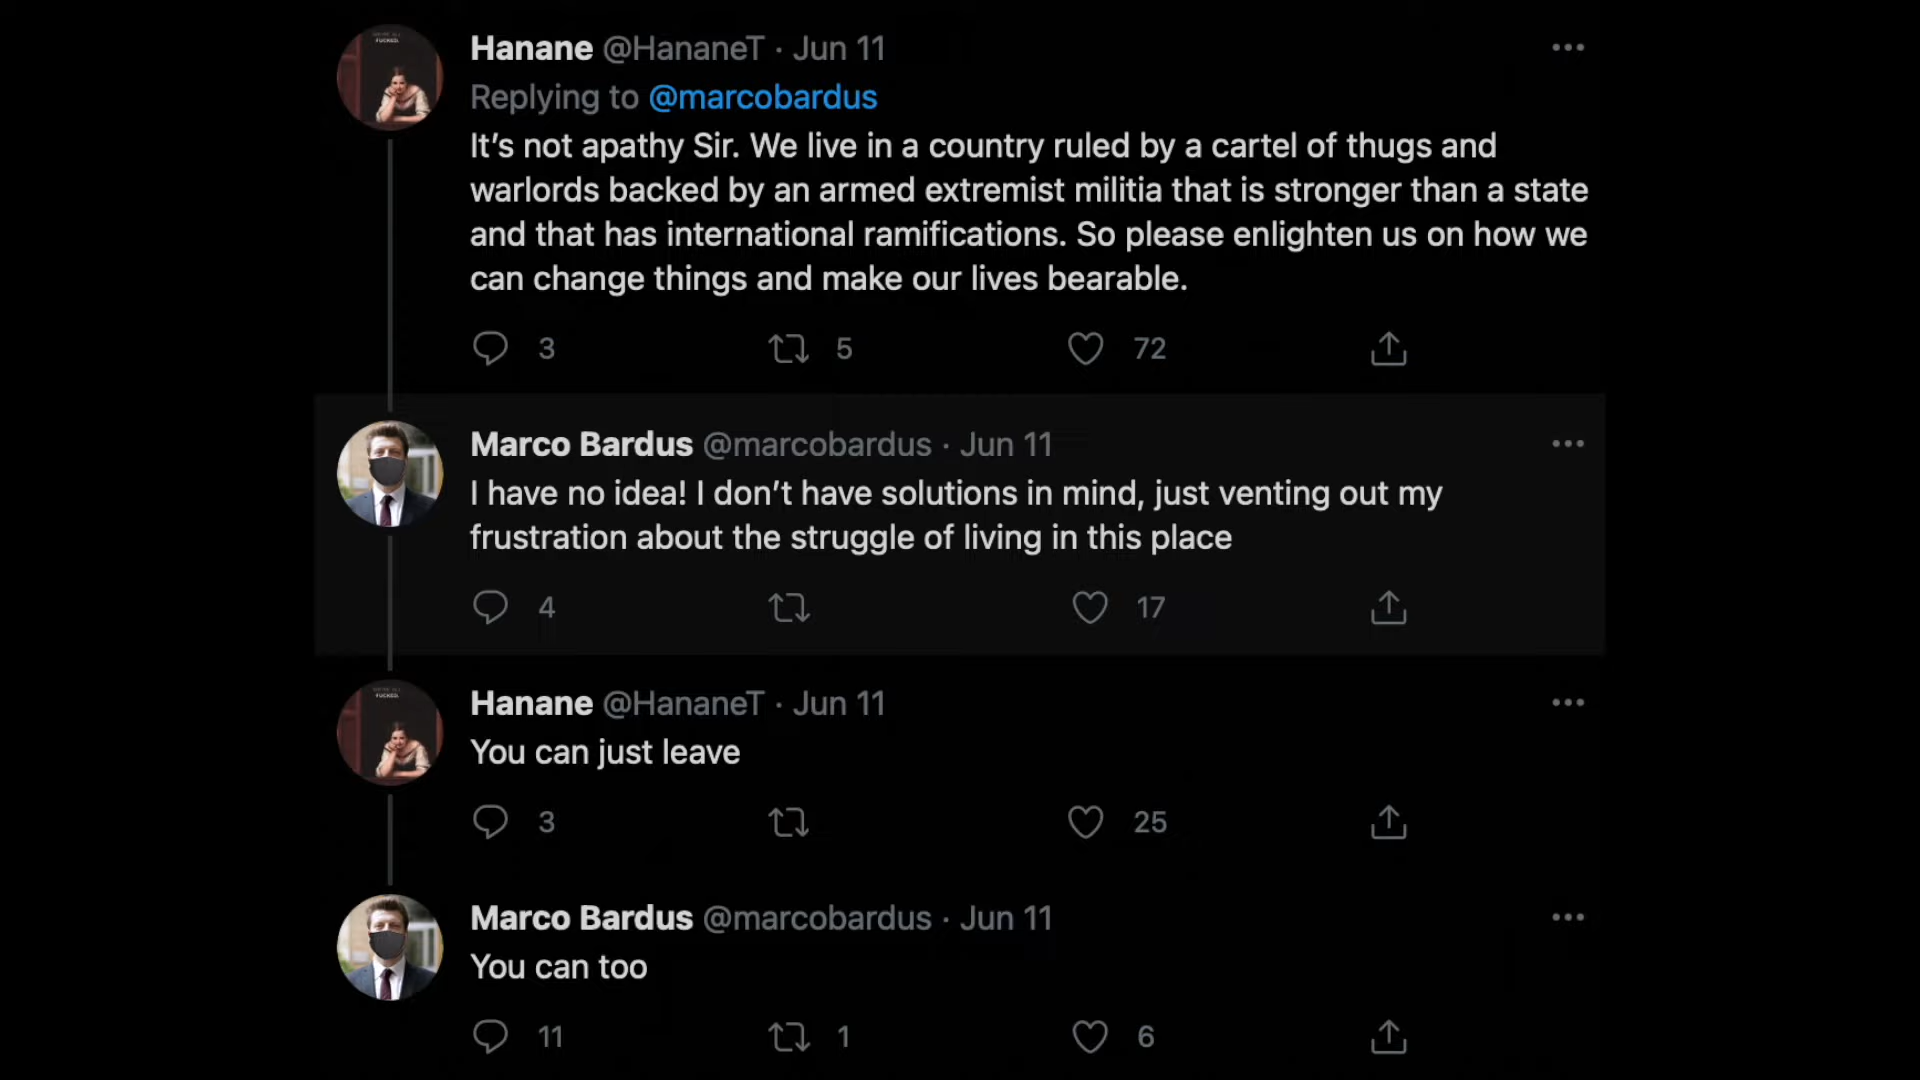 Hanane @HananeT · Jun 11
Replying to @marcobardus
It's not apathy Sir. We live in a country ruled by a cartel of thugs and
warlords backed by an armed extremist militia that is stronger than a state
and that has international ramifications. So please enlighten us on how we
can change things and make our lives bearable.
3 5 72
Marco Bardus @marcobardus · Jun 11
I have no idea! I don't have solutions in mind, just venting out my
frustration about the struggle of living in this place
4 17
Hanane @HananeT · Jun 11
You can just leave
3 25
Marco Bardus @marcobardus · Jun 11
You can too
11 1 6